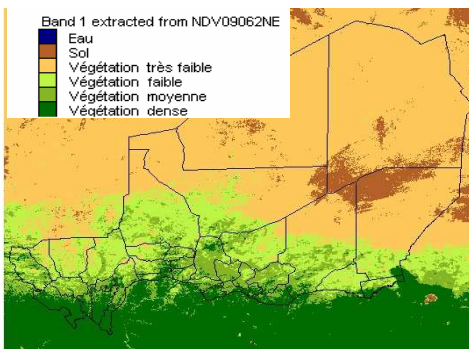 Band 1 extracted from NDV09062NE
Eau
Sol
Végétation très faible
Végétation faible
Végétation moyenne
Végétation dense